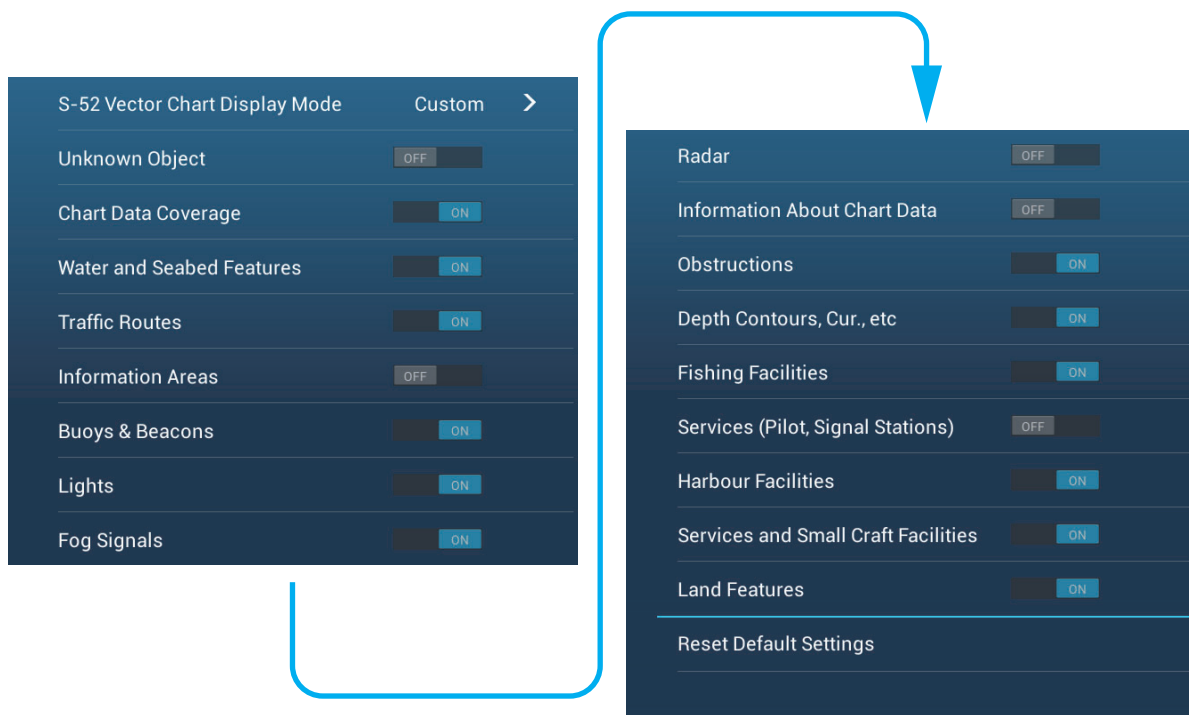 S-52 Vector Chart Display Mode Custom >
Unknown Object OFF
Chart Data Coverage ON
Water and Seabed Features ON
Traffic Routes ON
Information Areas OFF
Buoys & Beacons ON
Lights ON
Fog Signals ON
Radar OFF
Information About Chart Data OFF
Obstructions ON
Depth Contours, Cur., etc ON
Fishing Facilities ON
Services (Pilot, Signal Stations) OFF
Harbour Facilities ON
Services and Small Craft Facilities ON
Land Features ON
Reset Default Settings